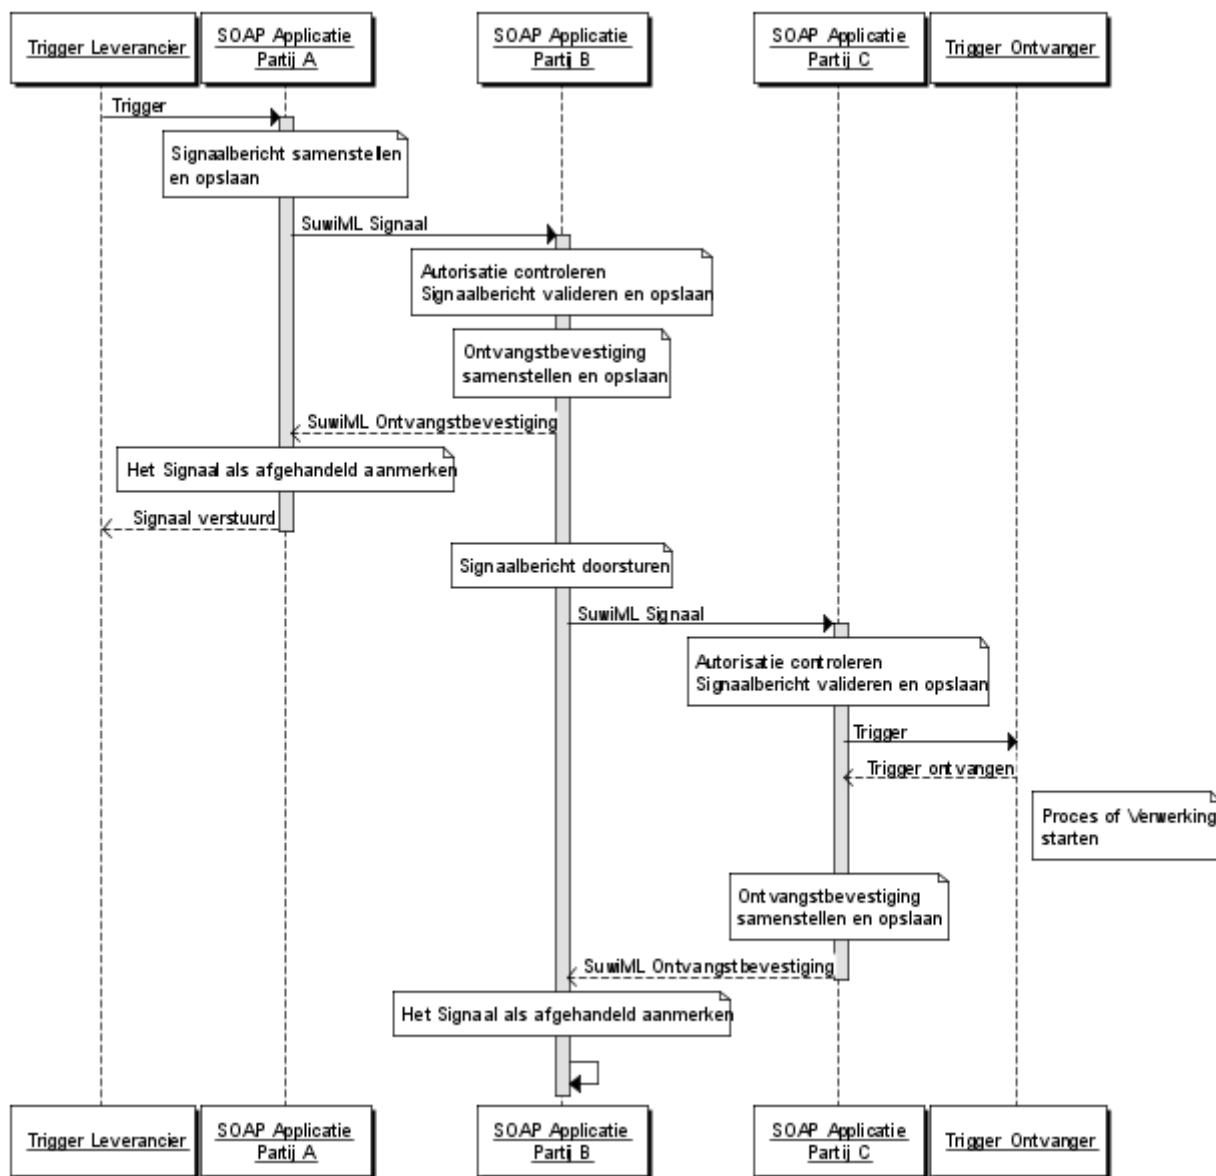 Trigger Leverancier
SOAP Applicatie
Partij A
SOAP Applicatie
Partij B
SOAP Applicatie
Partij C
Trigger Ontvanger
Trigger
Signaalbericht samenstellen
en opslaan
SuwiML Signaal
Autorisatie controleren
Signaalbericht valideren en opslaan
Ontvangstbevestiging
samenstellen en opslaan
SuwiML Ontvangstbevestiging
Het Signaal als afgehandeld aanmerken
Signaal verstuurd
Signaalbericht doorsturen
SuwiML Signaal
Autorisatie controleren
Signaalbericht valideren en opslaan
Trigger
Trigger ontvangen
Proces of Verwerking
starten
Ontvangstbevestiging
samenstellen en opslaan
SuwiML Ontvangstbevestiging
Het Signaal als afgehandeld aanmerken
Trigger Leverancier
SOAP Applicatie
Partij A
SOAP Applicatie
Partij B
SOAP Applicatie
Partij C
Trigger Ontvanger